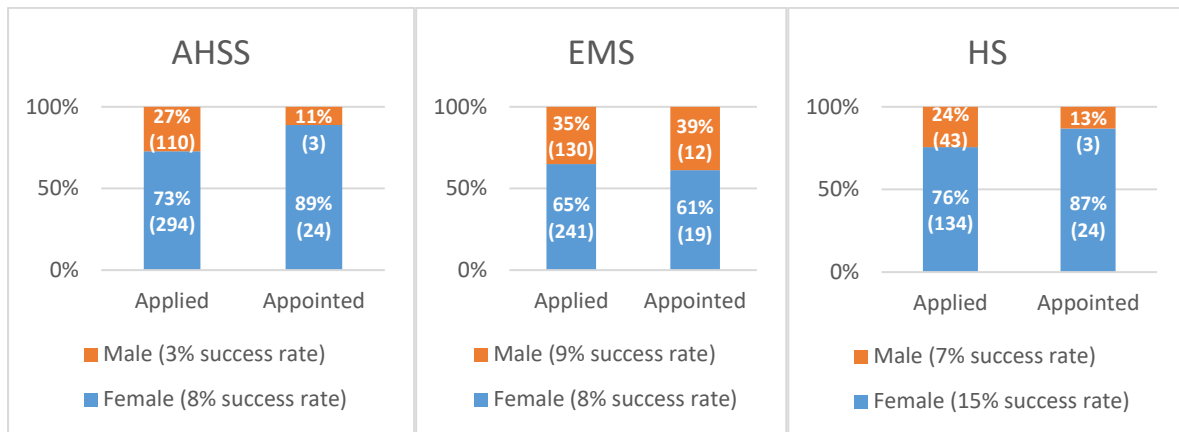 AHSS
100%
50%
0%
27%
(110)
11%
(3)
73%
(294)
89%
(24)
Applied Appointed
Male (3% success rate)
Female (8% success rate)
EMS
100%
50%
0%
35%
(130)
39%
(12)
65%
(241)
61%
(19)
Applied Appointed
Male (9% success rate)
Female (8% success rate)
HS
100%
50%
0%
24%
(43)
13%
(3)
76%
(134)
87%
(24)
Applied Appointed
Male (7% success rate)
Female (15% success rate)